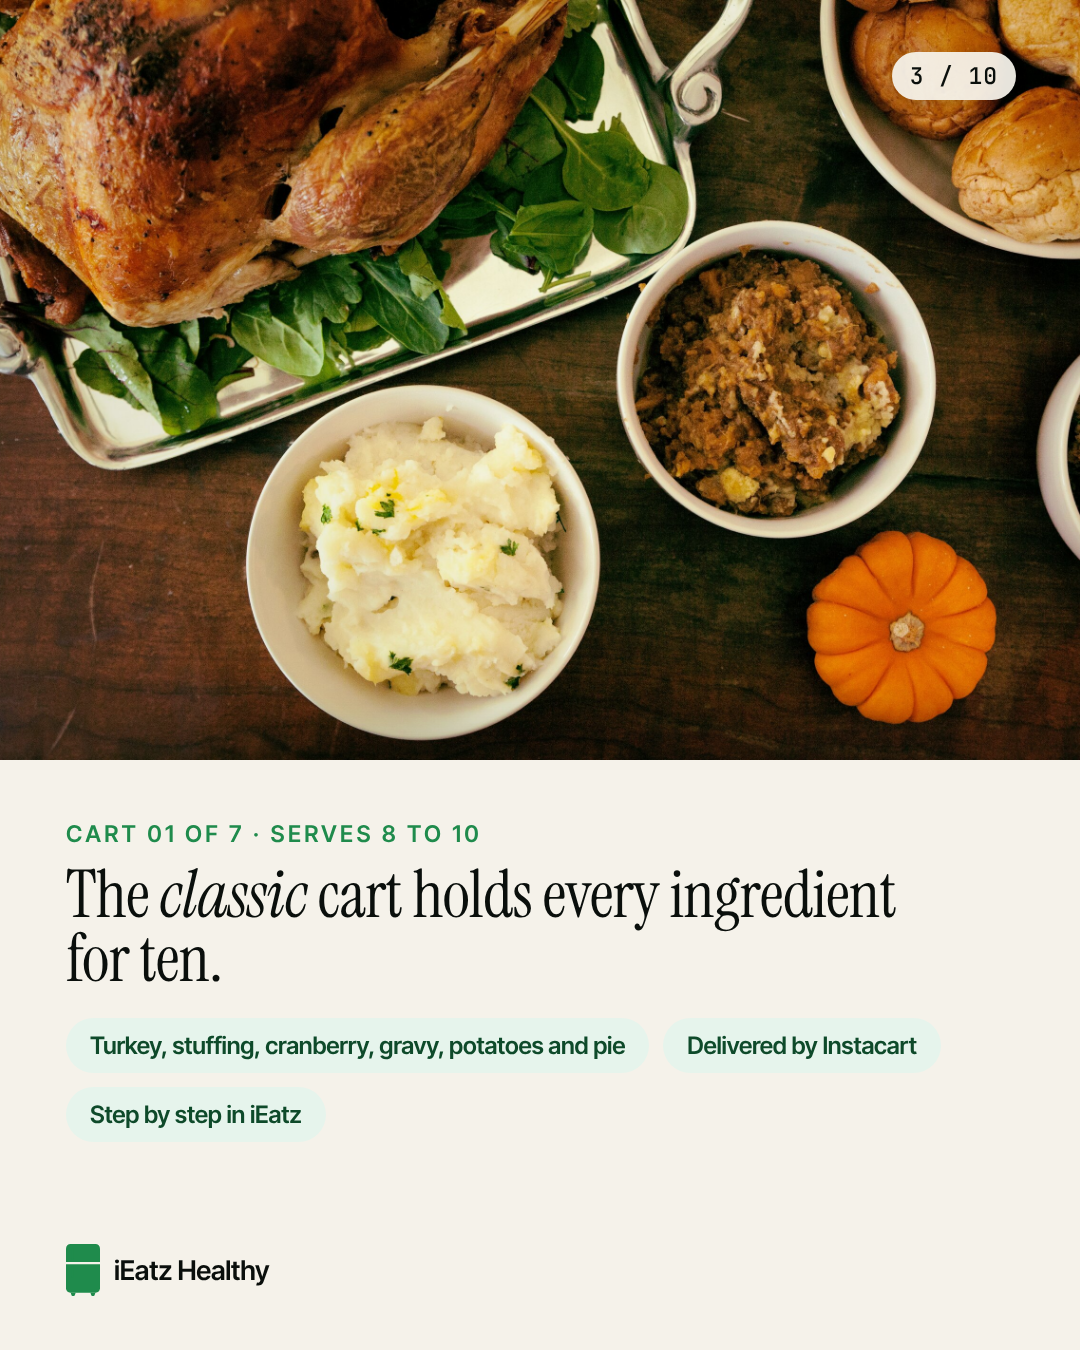 3 / 10
CART 01 OF 7 · SERVES 8 TO 10
The classic cart holds every ingredient
for ten.
Turkey, stuffing, cranberry, gravy, potatoes and pie
Delivered by Instacart
Step by step in iEatz
iEatz Healthy